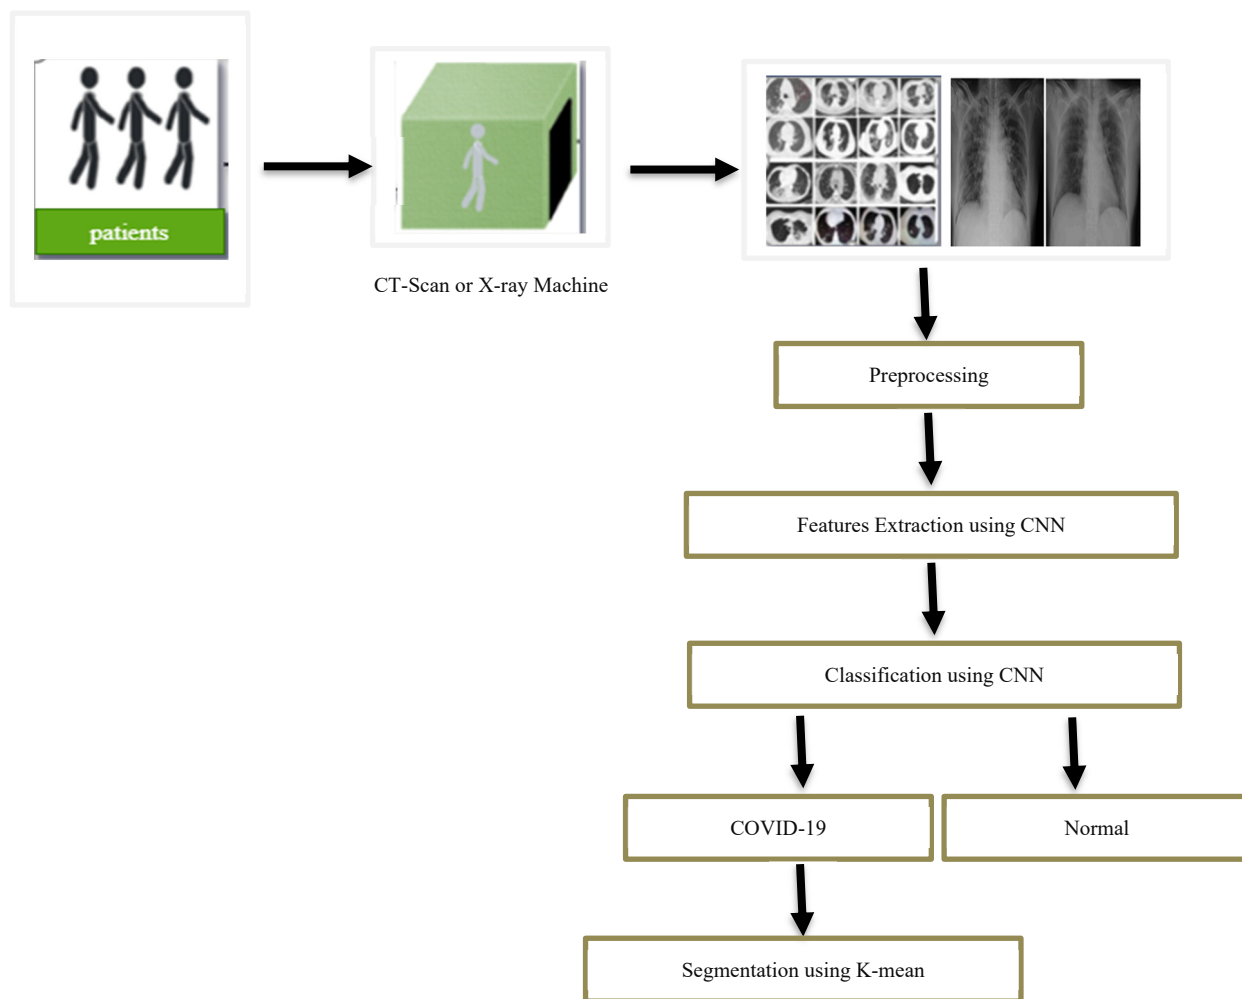 patients
CT-Scan or X-ray Machine
Preprocessing
Features Extraction using CNN
Classification using CNN
COVID-19
Normal
Segmentation using K-mean